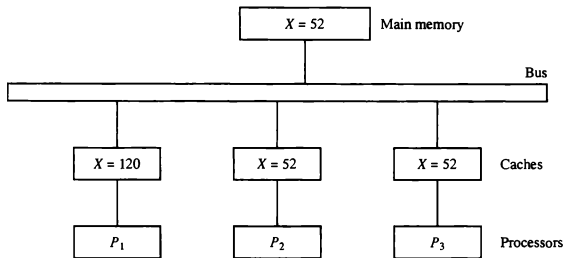 X = 52 Main memory
Bus
X = 120 X = 52 X = 52 Caches
P1 P2 P3 Processors